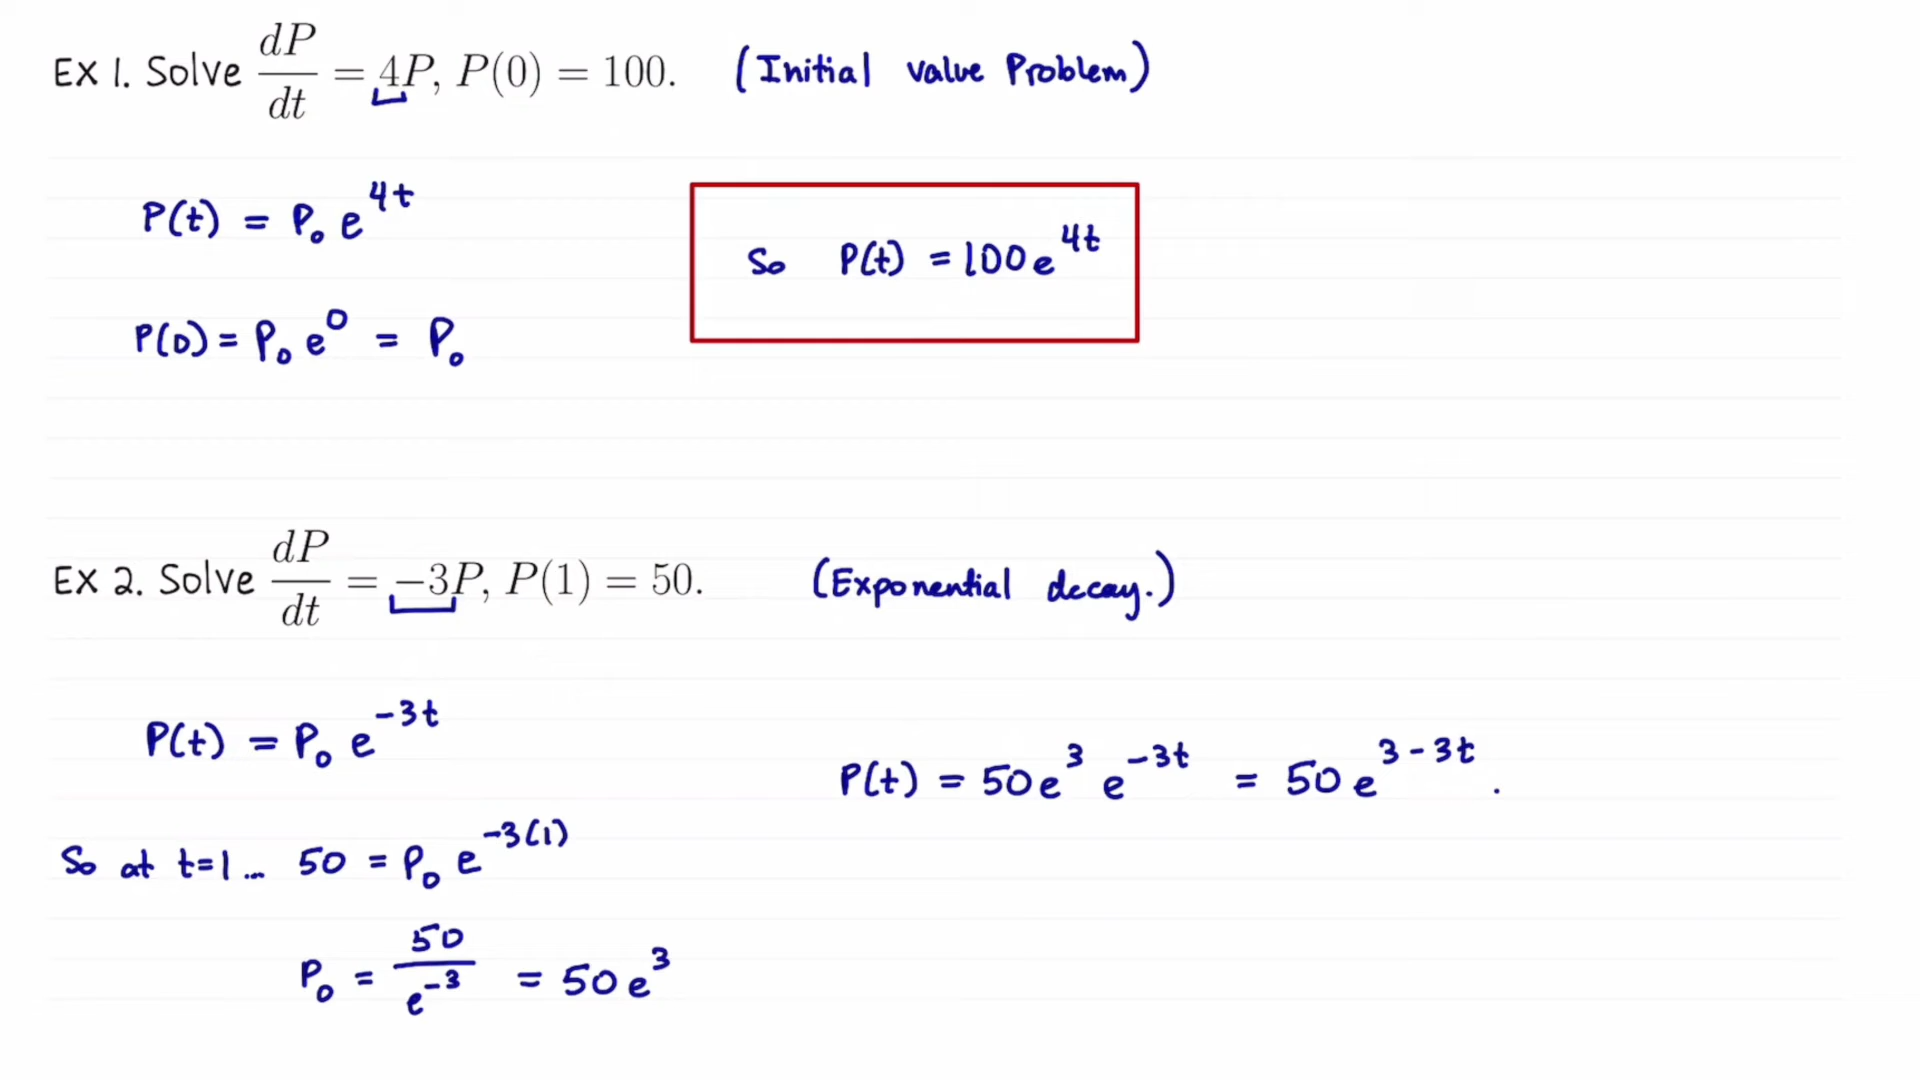 EX 1. Solve dP/dt = 4P, P(0) = 100. (Initial value Problem)
P(t) = P₀ e^{4t}
So P(t) = 100e^{4t}
P(0) = P₀ e^0 = P₀
EX 2. Solve dP/dt = −3P, P(1) = 50. (Exponential decay.)
P(t) = P₀ e^{-3t}
P(t) = 50e^3 e^{-3t} = 50e^{3-3t}.
So at t=1... 50 = P₀ e^{-3(1)}
P₀ = 50/e^{-3} = 50e^3